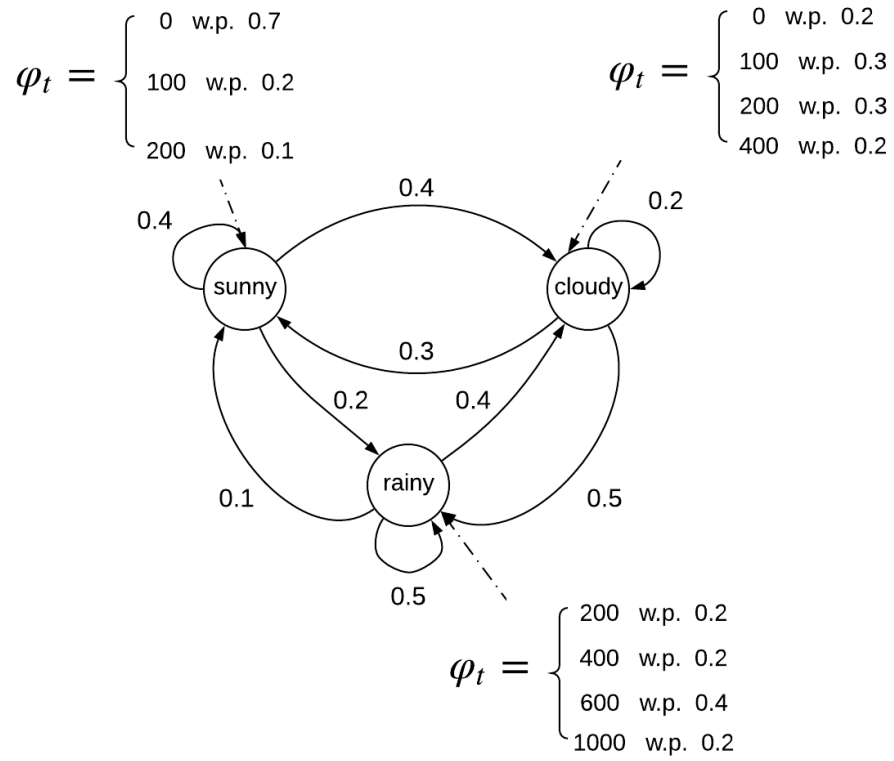 φt = 0 w.p. 0.7
100 w.p. 0.2
200 w.p. 0.1
φt = 0 w.p. 0.2
100 w.p. 0.3
200 w.p. 0.3
400 w.p. 0.2
0.4
0.4
0.2
sunny
cloudy
0.3
0.2
0.4
rainy
0.1
0.5
0.5
φt = 200 w.p. 0.2
400 w.p. 0.2
600 w.p. 0.4
1000 w.p. 0.2